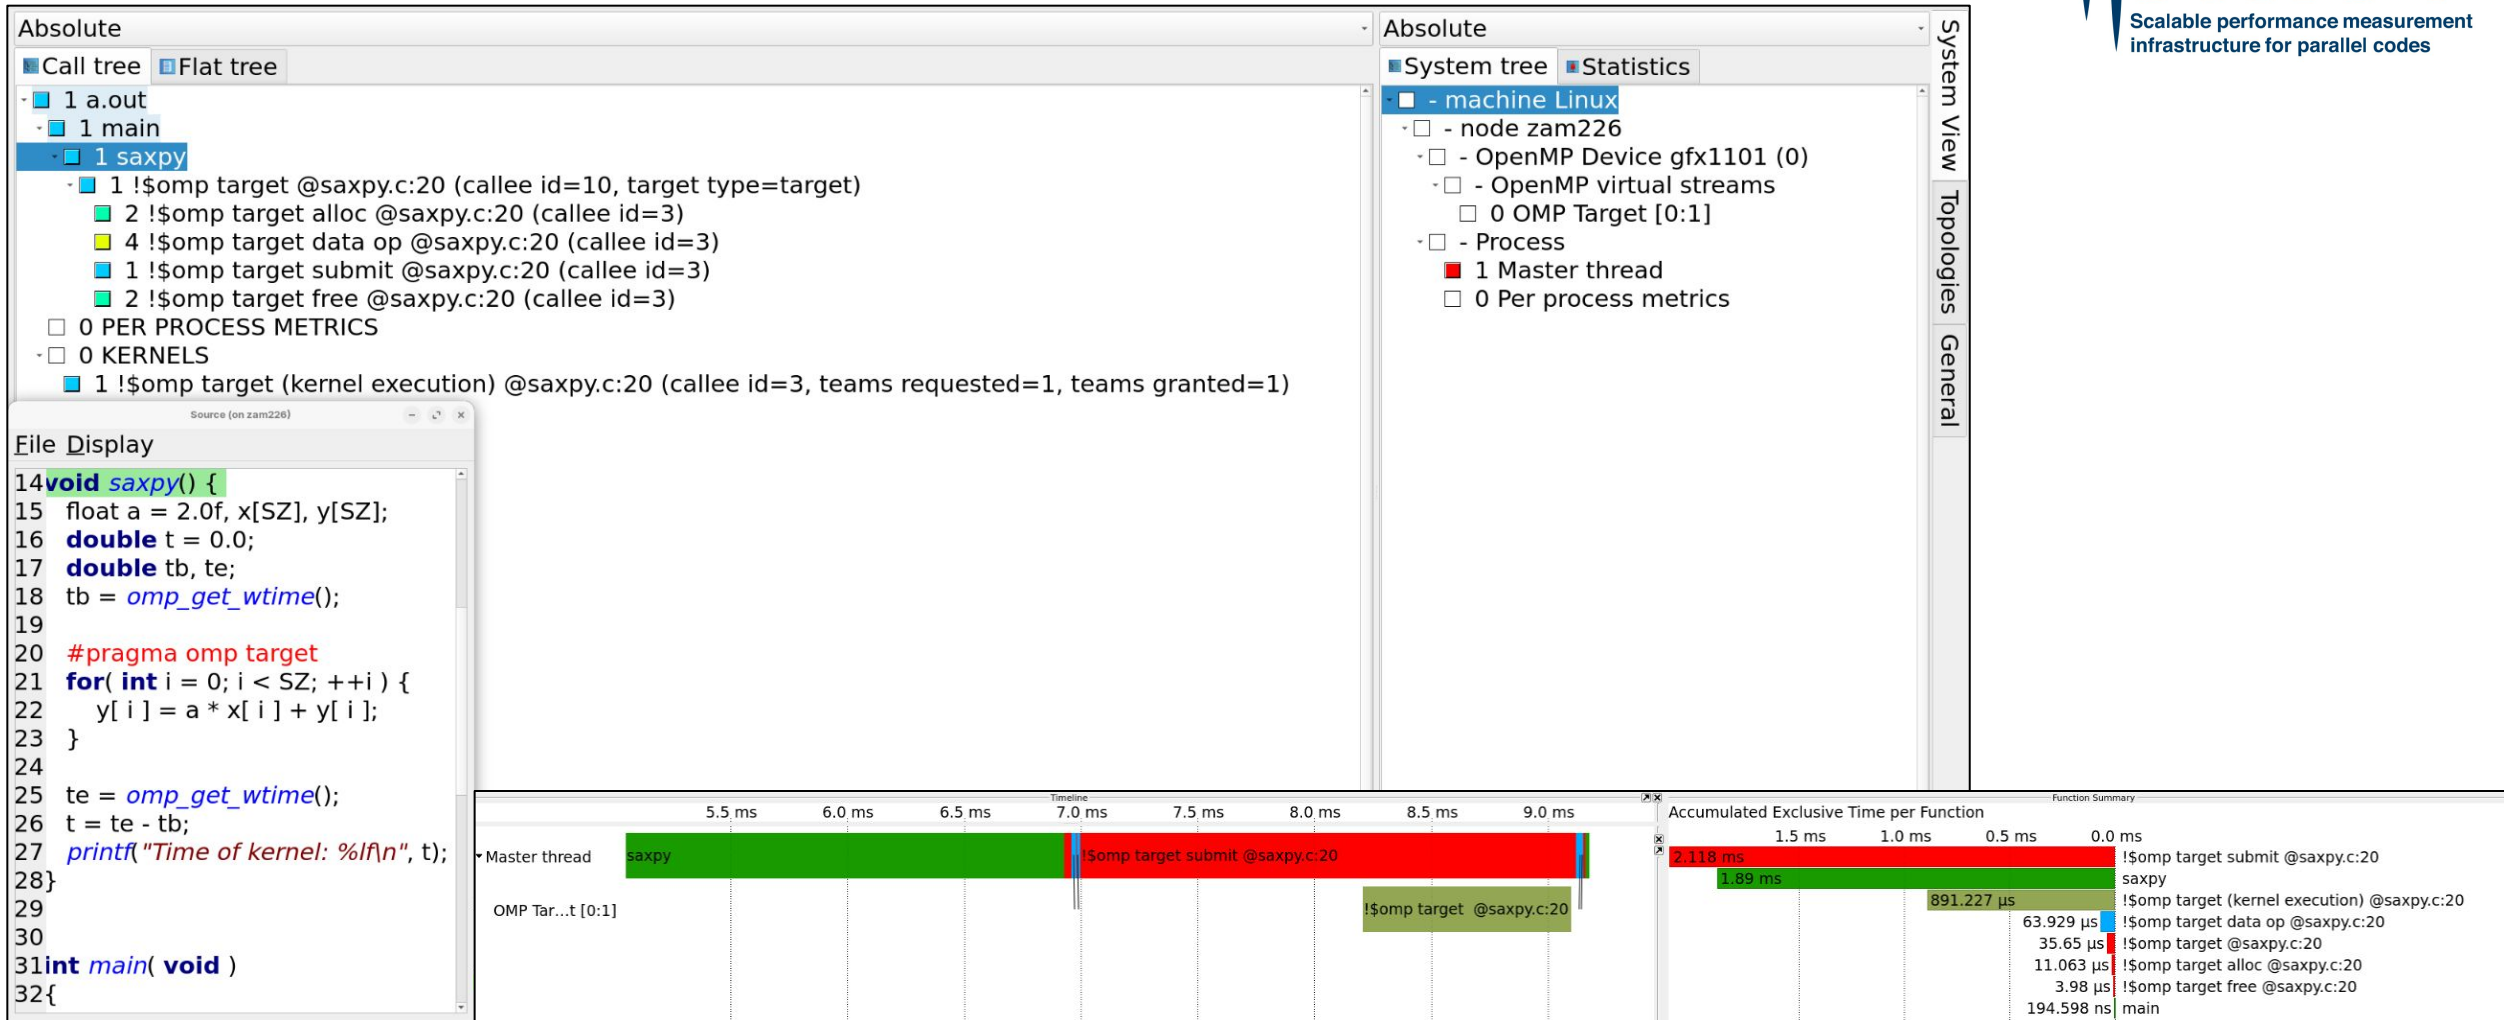 Scalable performance measurement
infrastructure for parallel codes
Absolute
Call tree
Flat tree
1 a.out
1 main
1 saxpy
1 !$omp target @saxpy.c:20 (callee id=10, target type=target)
2 !$omp target alloc @saxpy.c:20 (callee id=3)
4 !$omp target data op @saxpy.c:20 (callee id=3)
1 !$omp target submit @saxpy.c:20 (callee id=3)
2 !$omp target free @saxpy.c:20 (callee id=3)
0 PER PROCESS METRICS
0 KERNELS
1 !$omp target (kernel execution) @saxpy.c:20 (callee id=3, teams requested=1, teams granted=1)
Absolute
System tree
Statistics
- machine Linux
- node zam226
- OpenMP Device gfx1101 (0)
- OpenMP virtual streams
0 OMP Target [0:1]
- Process
1 Master thread
0 Per process metrics
System View
Topologies
General
Source (on zam226)
File Display
14 void saxpy() {
15 float a = 2.0f, x[SZ], y[SZ];
16 double t = 0.0;
17 double tb, te;
18 tb = omp_get_wtime();
19
20 #pragma omp target
21 for( int i = 0; i < SZ; ++i ) {
22 y[ i ] = a * x[ i ] + y[ i ];
23 }
24
25 te = omp_get_wtime();
26 t = te - tb;
27 printf("Time of kernel: %lf\n", t);
28 }
29
30
31 int main( void )
32 {
Timeline
5.5 ms 6.0 ms 6.5 ms 7.0 ms 7.5 ms 8.0 ms 8.5 ms 9.0 ms
Master thread
saxpy
!$omp target submit @saxpy.c:20
OMP Tar...t [0:1]
!$omp target @saxpy.c:20
Function Summary
Accumulated Exclusive Time per Function
1.5 ms 1.0 ms 0.5 ms 0.0 ms
2.118 ms !$omp target submit @saxpy.c:20
1.89 ms saxpy
891.227 µs !$omp target (kernel execution) @saxpy.c:20
63.929 µs !$omp target data op @saxpy.c:20
35.65 µs !$omp target @saxpy.c:20
11.063 µs !$omp target alloc @saxpy.c:20
3.98 µs !$omp target free @saxpy.c:20
194.598 ns main